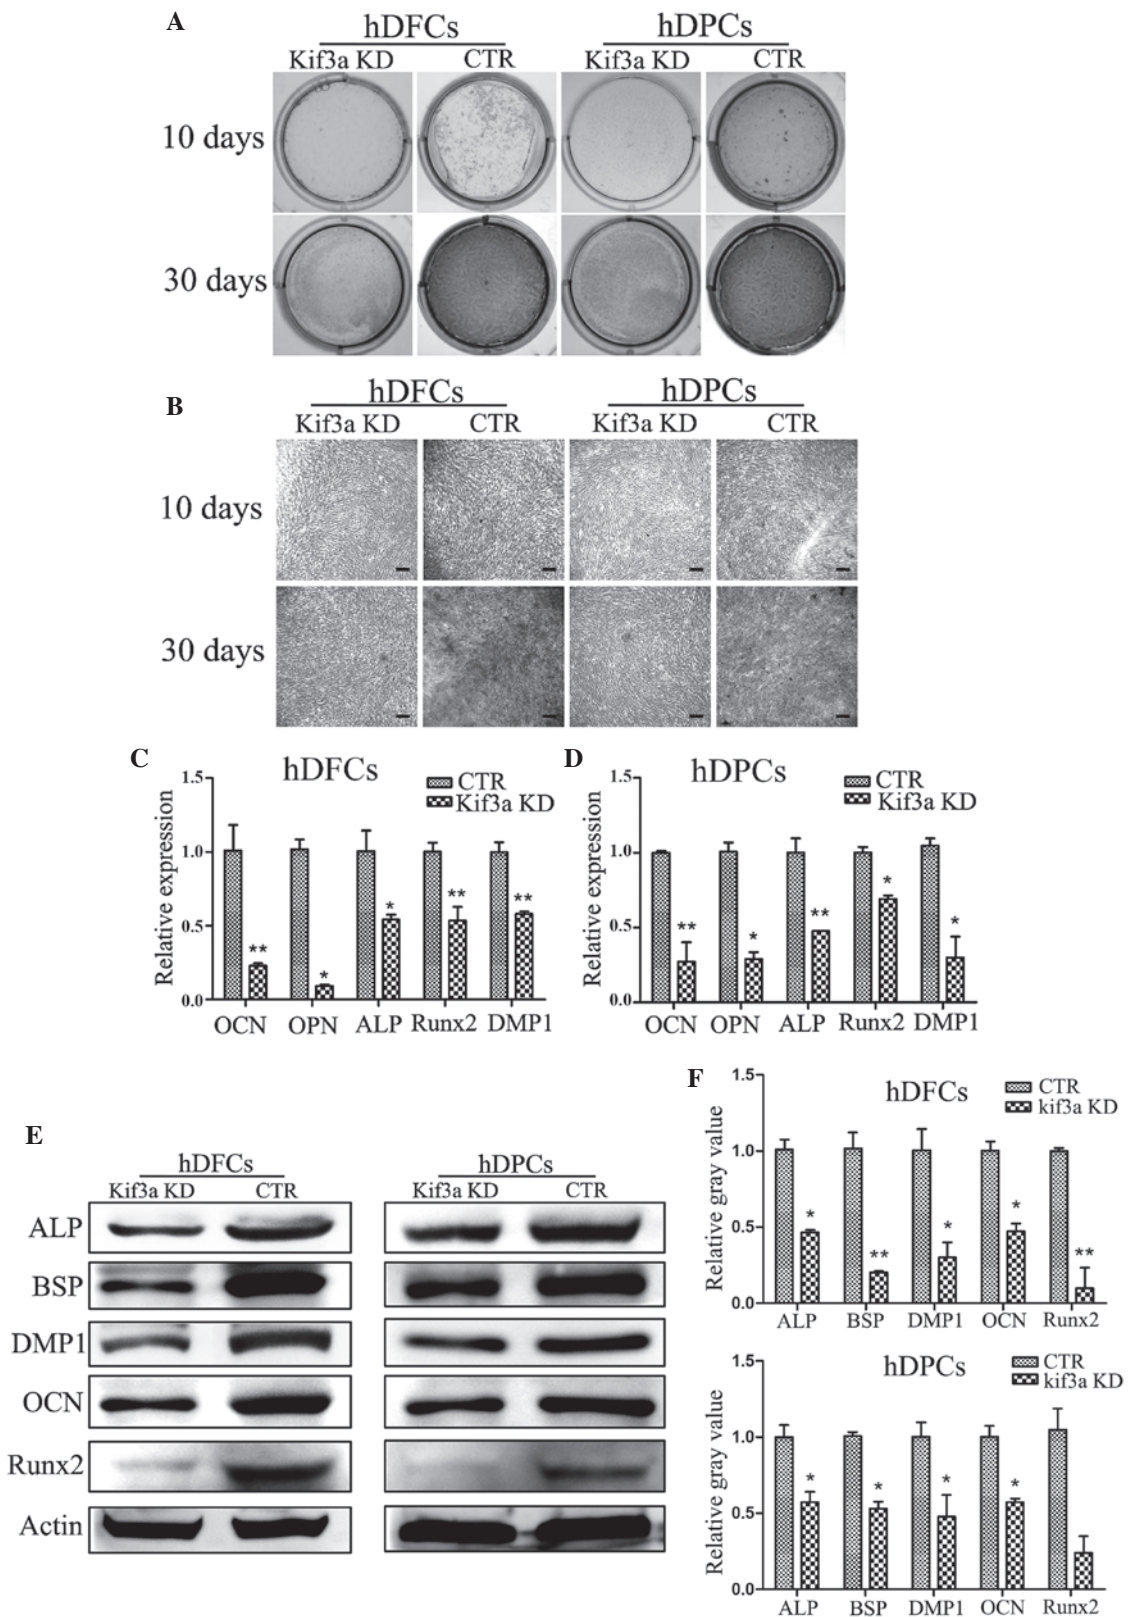 A
hDFCs hDPCs
Kif3a KD CTR Kif3a KD CTR
10 days
30 days
B
hDFCs hDPCs
Kif3a KD CTR Kif3a KD CTR
10 days
30 days
C
hDFCs
CTR
Kif3a KD
Relative expression
1.5
1.0
0.5
0.0
** * * ** **
OCN OPN ALP Runx2 DMP1
D
hDPCs
CTR
Kif3a KD
Relative expression
1.5
1.0
0.5
0.0
** * ** * *
OCN OPN ALP Runx2 DMP1
E
hDFCs hDPCs
Kif3a KD CTR Kif3a KD CTR
ALP
BSP
DMP1
OCN
Runx2
Actin
F
hDFCs
CTR
kif3a KD
Relative gray value
1.5
1.0
0.5
0.0
* ** * * **
ALP BSP DMP1 OCN Runx2
hDPCs
CTR
kif3a KD
Relative gray value
1.5
1.0
0.5
0.0
* * * *
ALP BSP DMP1 OCN Runx2